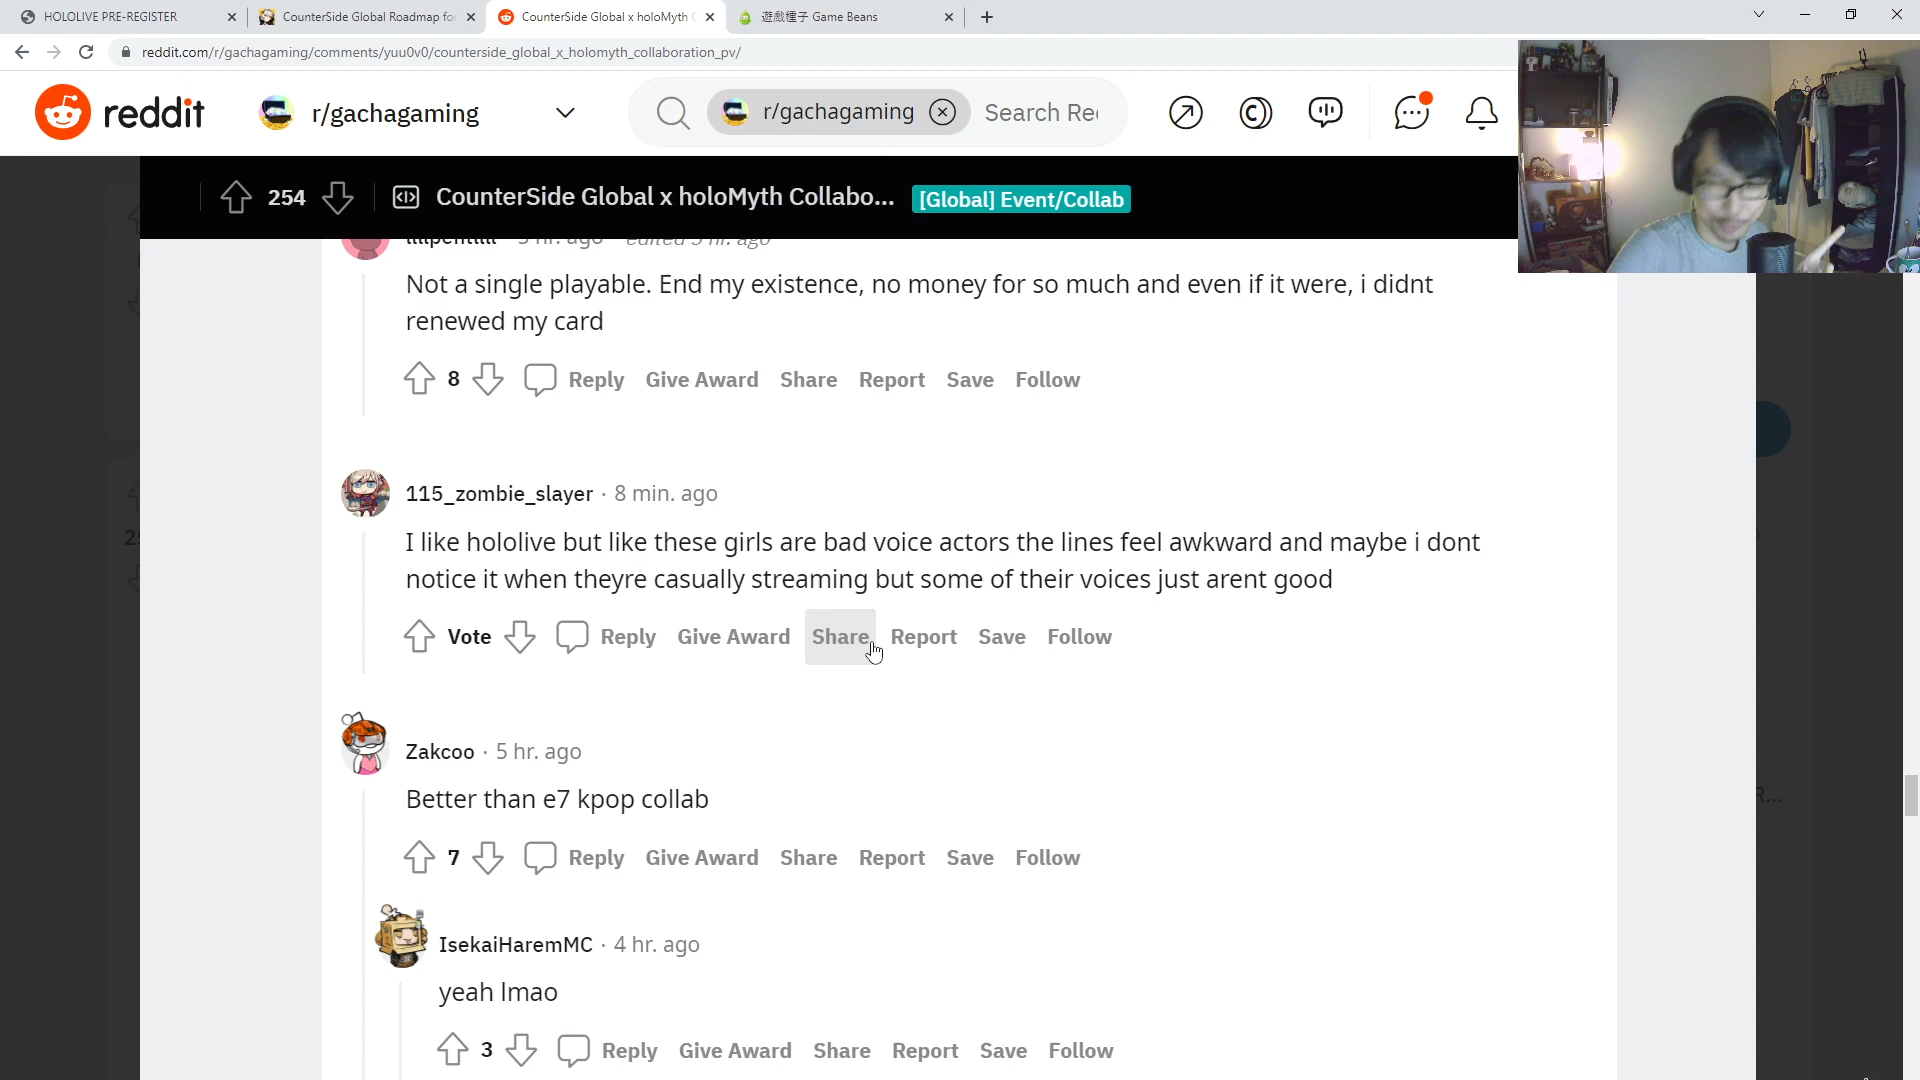 HOLOLIVE PRE-REGISTER
CounterSide Global Roadmap for
CounterSide Global x holoMyth C
遊戲種子 Game Beans
reddit.com/r/gachagaming/comments/yuu0v0/counterside_global_x_holomyth_collaboration_pv/
reddit
r/gachagaming
r/gachagaming
Search Re
254
CounterSide Global x holoMyth Collabo...
[Global] Event/Collab
edited 5 hr. ago
Not a single playable. End my existence, no money for so much and even if it were, i didnt
renewed my card
8 Reply Give Award Share Report Save Follow
115_zombie_slayer · 8 min. ago
I like hololive but like these girls are bad voice actors the lines feel awkward and maybe i dont
notice it when theyre casually streaming but some of their voices just arent good
Vote Reply Give Award Share Report Save Follow
Zakcoo · 5 hr. ago
Better than e7 kpop collab
7 Reply Give Award Share Report Save Follow
IsekaiHaremMC · 4 hr. ago
yeah lmao
3 Reply Give Award Share Report Save Follow